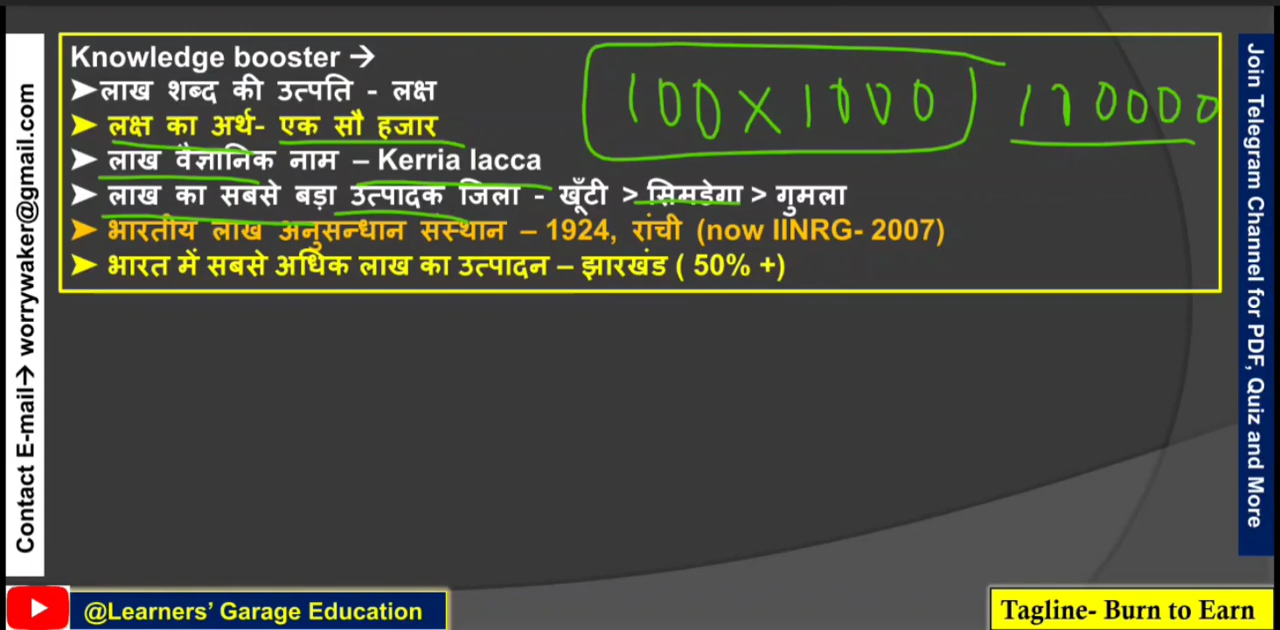 Knowledge booster →
➤लाख शब्द की उत्पति - लक्ष
➤ लक्ष का अर्थ- एक सौ हजार
➤ लाख वैज्ञानिक नाम – Kerria lacca
➤ लाख का सबसे बड़ा उत्पादक जिला - खूँटी > सिमडेगा > गुमला
➤ भारतीय लाख अनुसन्धान संस्थान – 1924, रांची (now IINRG- 2007)
➤ भारत में सबसे अधिक लाख का उत्पादन – झारखंड ( 50% +)
100 × 1000
100000
Contact E-mail→ worrywaker@gmail.com
Join Telegram Channel for PDF, Quiz and More
@Learners’ Garage Education
Tagline- Burn to Earn